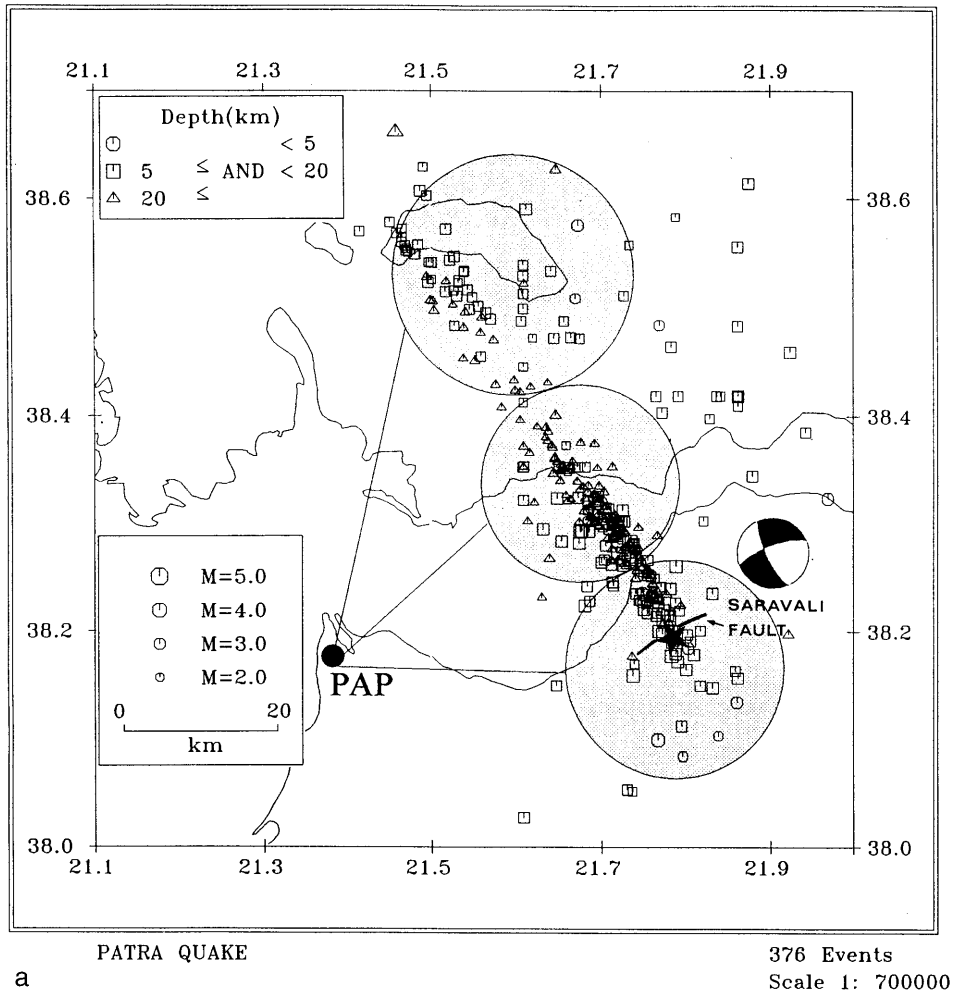 21.1 21.3 21.5 21.7 21.9
Depth(km)
< 5
5 ≤ AND < 20
20 ≤
38.6 38.6
38.4 38.4
M=5.0
M=4.0
M=3.0
M=2.0
0 20
km
SARAVALI
FAULT
38.2 38.2
PAP
38.0 38.0
21.1 21.3 21.5 21.7 21.9
PATRA QUAKE 376 Events
a Scale 1: 700000